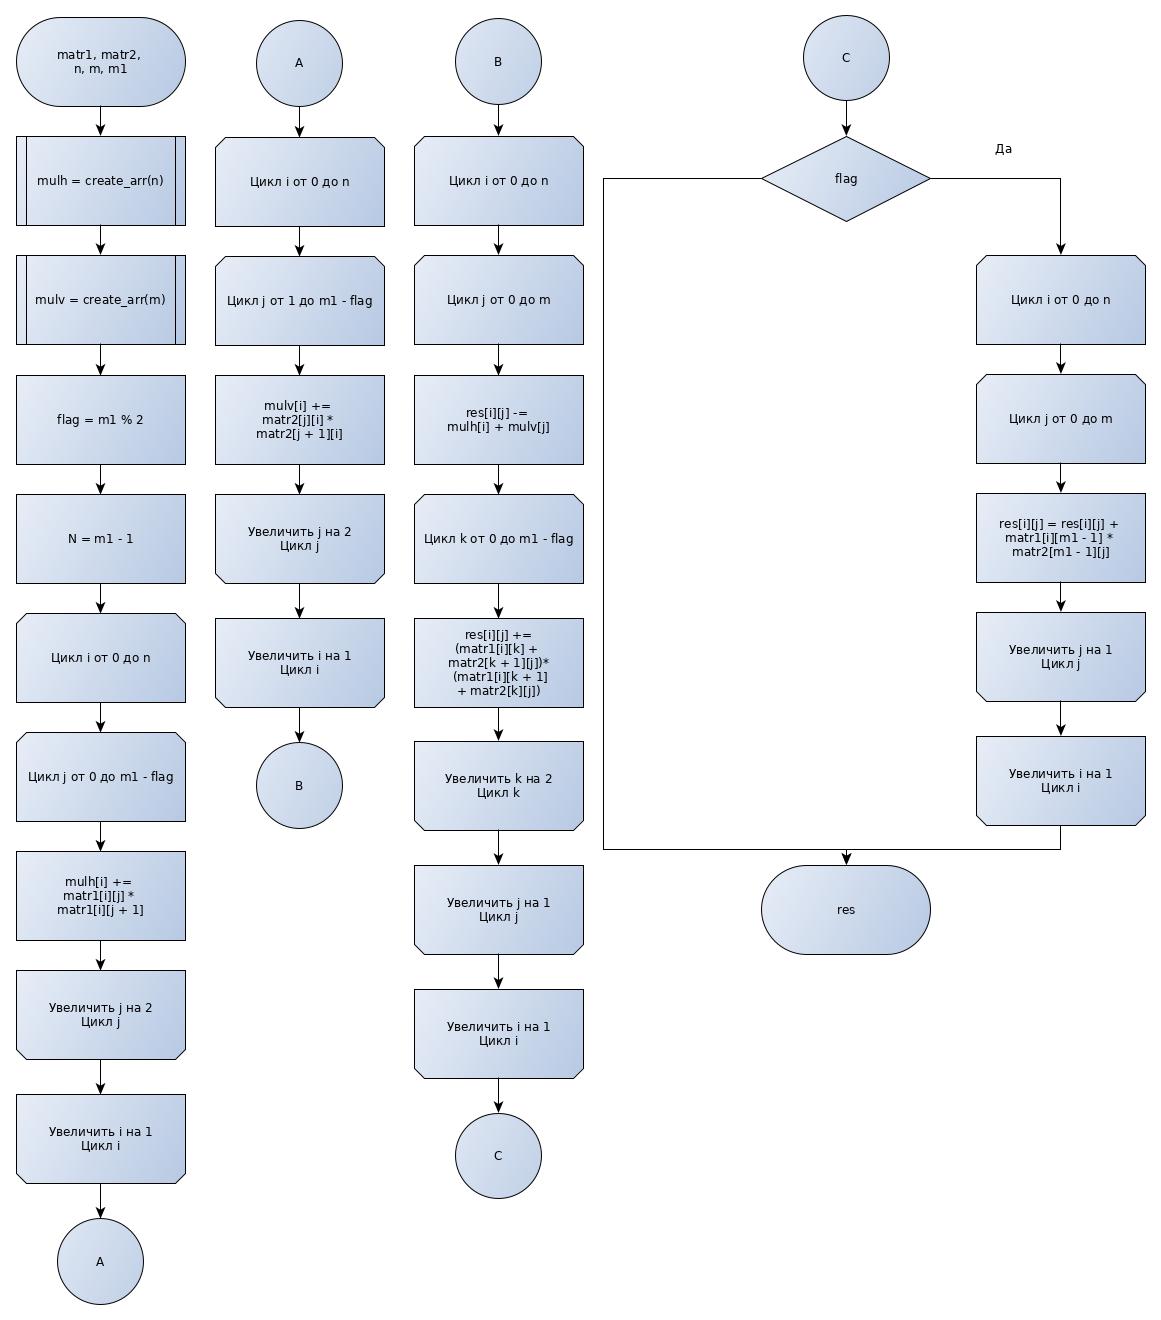 matr1, matr2,
n, m, m1
mulh = create_arr(n)
mulv = create_arr(m)
flag = m1 % 2
N = m1 - 1
Цикл i от 0 до n
Цикл j от 0 до m1 - flag
mulh[i] +=
matr1[i][j] *
matr1[i][j + 1]
Увеличить j на 2
Цикл j
Увеличить i на 1
Цикл i
A
A
Цикл i от 0 до n
Цикл j от 1 до m1 - flag
mulv[i] +=
matr2[j][i] *
matr2[j + 1][i]
Увеличить j на 2
Цикл j
Увеличить i на 1
Цикл i
B
B
Цикл i от 0 до n
Цикл j от 0 до m
res[i][j] -=
mulh[i] + mulv[j]
Цикл k от 0 до m1 - flag
res[i][j] +=
(matr1[i][k] +
matr2[k + 1][j])*
(matr1[i][k + 1]
+ matr2[k][j])
Увеличить k на 2
Цикл k
Увеличить j на 1
Цикл j
Увеличить i на 1
Цикл i
C
C
flag
Да
Цикл i от 0 до n
Цикл j от 0 до m
res[i][j] = res[i][j] +
matr1[i][m1 - 1] *
matr2[m1 - 1][j]
Увеличить j на 1
Цикл j
Увеличить i на 1
Цикл i
res